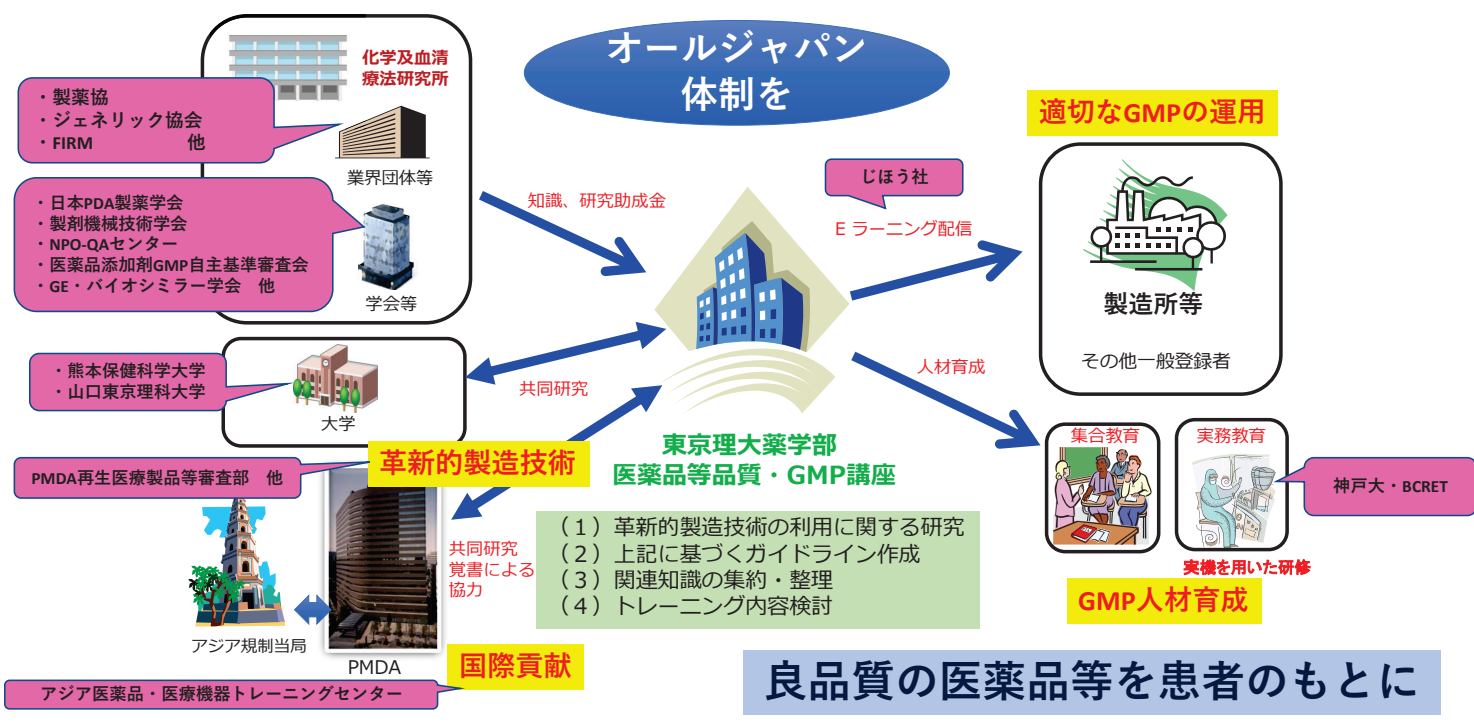 オールジャパン
体制を
化学及血清
療法研究所
・製薬協
・ジェネリック協会
・FIRM 他
業界団体等
・日本PDA製薬学会
・製剤機械技術学会
・NPO-QAセンター
・医薬品添加剤GMP自主基準審査会
・GE・バイオシミラー学会 他
学会等
知識、研究助成金
じほう社
E ラーニング配信
適切なGMPの運用
製造所等
その他一般登録者
・熊本保健科学大学
・山口東京理科大学
大学
共同研究
人材育成
東京理大薬学部
医薬品等品質・GMP講座
集合教育
実務教育
神戸大・BCRET
実機を用いた研修
GMP人材育成
革新的製造技術
PMDA再生医療製品等審査部 他
共同研究
覚書による
協力
（1）革新的製造技術の利用に関する研究
（2）上記に基づくガイドライン作成
（3）関連知識の集約・整理
（4）トレーニング内容検討
アジア規制当局
PMDA
国際貢献
アジア医薬品・医療機器トレーニングセンター
良品質の医薬品等を患者のもとに